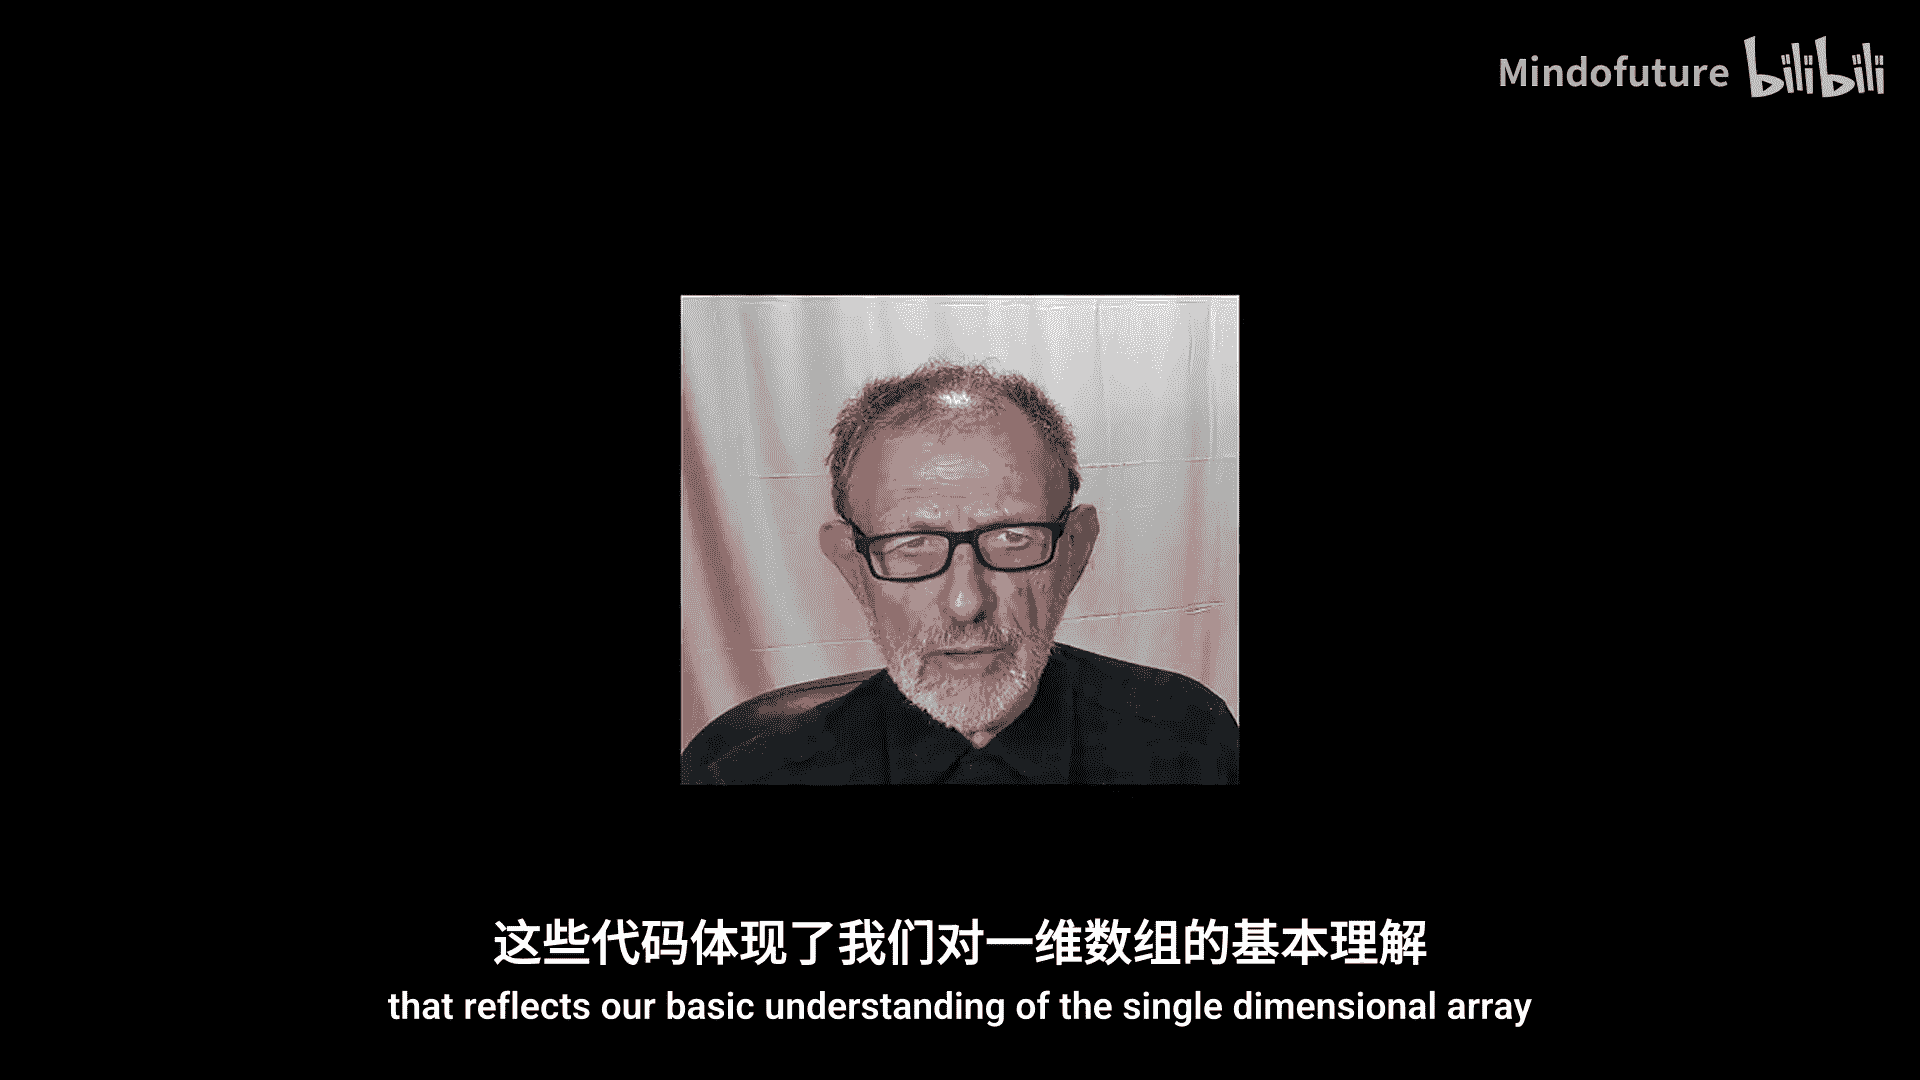 Mindofuture bilibili
这些代码体现了我们对一维数组的基本理解
that reflects our basic understanding of the single dimensional array